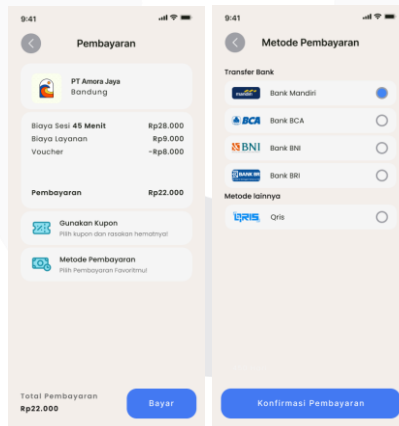 9:41
Pembayaran
PT Amora Jaya
Bandung
Biaya Sesi 45 Menit Rp28.000
Biaya Layanan Rp9.000
Voucher -Rp8.000
Pembayaran Rp22.000
Gunakan Kupon
Pilih kupon dan rasakan hematnya!
Metode Pembayaran
Pilih Pembayaran Favoritmu!
Total Pembayaran
Rp22.000
Bayar
9:41
Metode Pembayaran
Transfer Bank
Bank Mandiri
BCA Bank BCA
BNI Bank BNI
BANK BRI Bank BRI
Metode lainnya
QRIS Qris
Konfirmasi Pembayaran